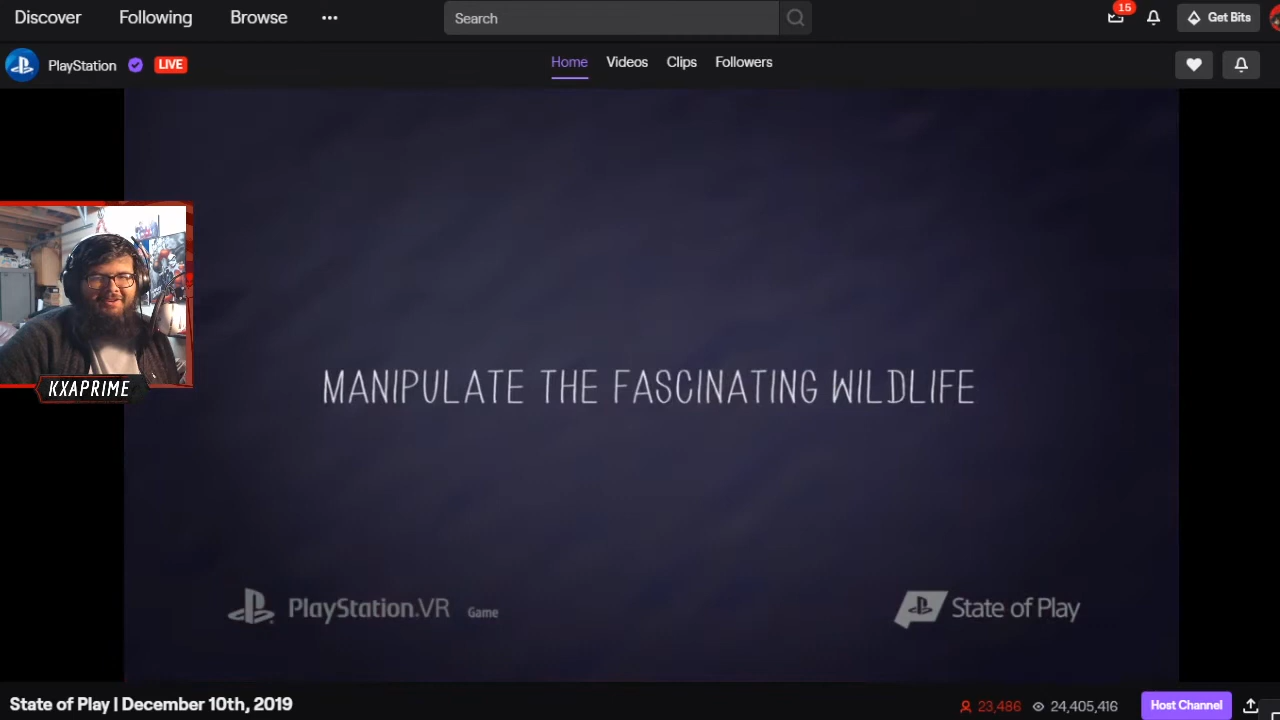 Discover Following Browse ••• Search 15 Get Bits
PlayStation LIVE Home Videos Clips Followers
KXAPRIME
MANIPULATE THE FASCINATING WILDLIFE
PlayStation.VR Game State of Play
State of Play | December 10th, 2019 23,486 24,405,416 Host Channel